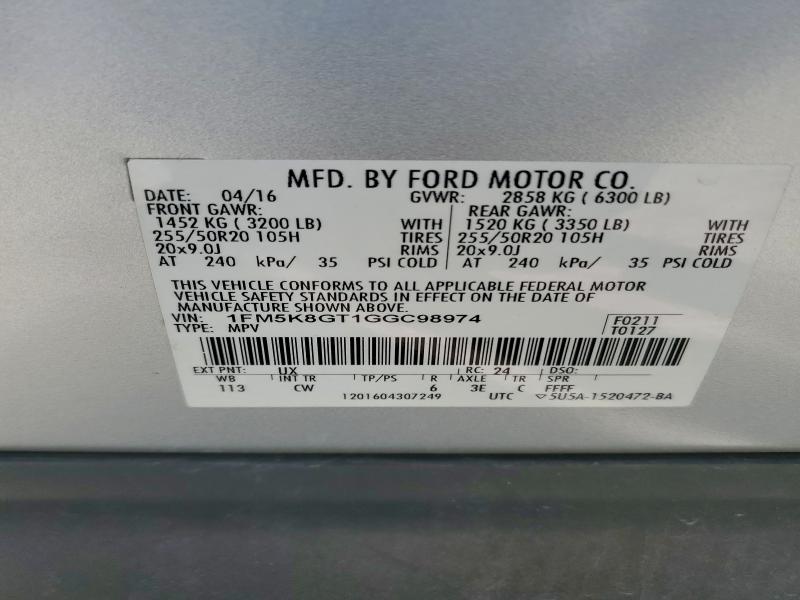 MFD. BY FORD MOTOR CO.
DATE: 04/16 GVWR: 2858 KG ( 6300 LB)
FRONT GAWR: REAR GAWR:
1452 KG ( 3200 LB) WITH 1520 KG ( 3350 LB) WITH
255/50R20 105H TIRES 255/50R20 105H TIRES
20x9.0J RIMS 20x9.0J RIMS
AT 240 kPa/ 35 PSI COLD AT 240 kPa/ 35 PSI COLD
THIS VEHICLE CONFORMS TO ALL APPLICABLE FEDERAL MOTOR
VEHICLE SAFETY STANDARDS IN EFFECT ON THE DATE OF
MANUFACTURE SHOWN ABOVE.
VIN: 1FM5K8GT1GGC98974 F0211
TYPE: MPV T0127
EXT PNT: UX RC: 24 DSO:
WB INT TR TP/PS R AXLE TR SPR
113 CW 6 3E C FFFF
1201604307249 UTC ▽5U5A-1520472-BA